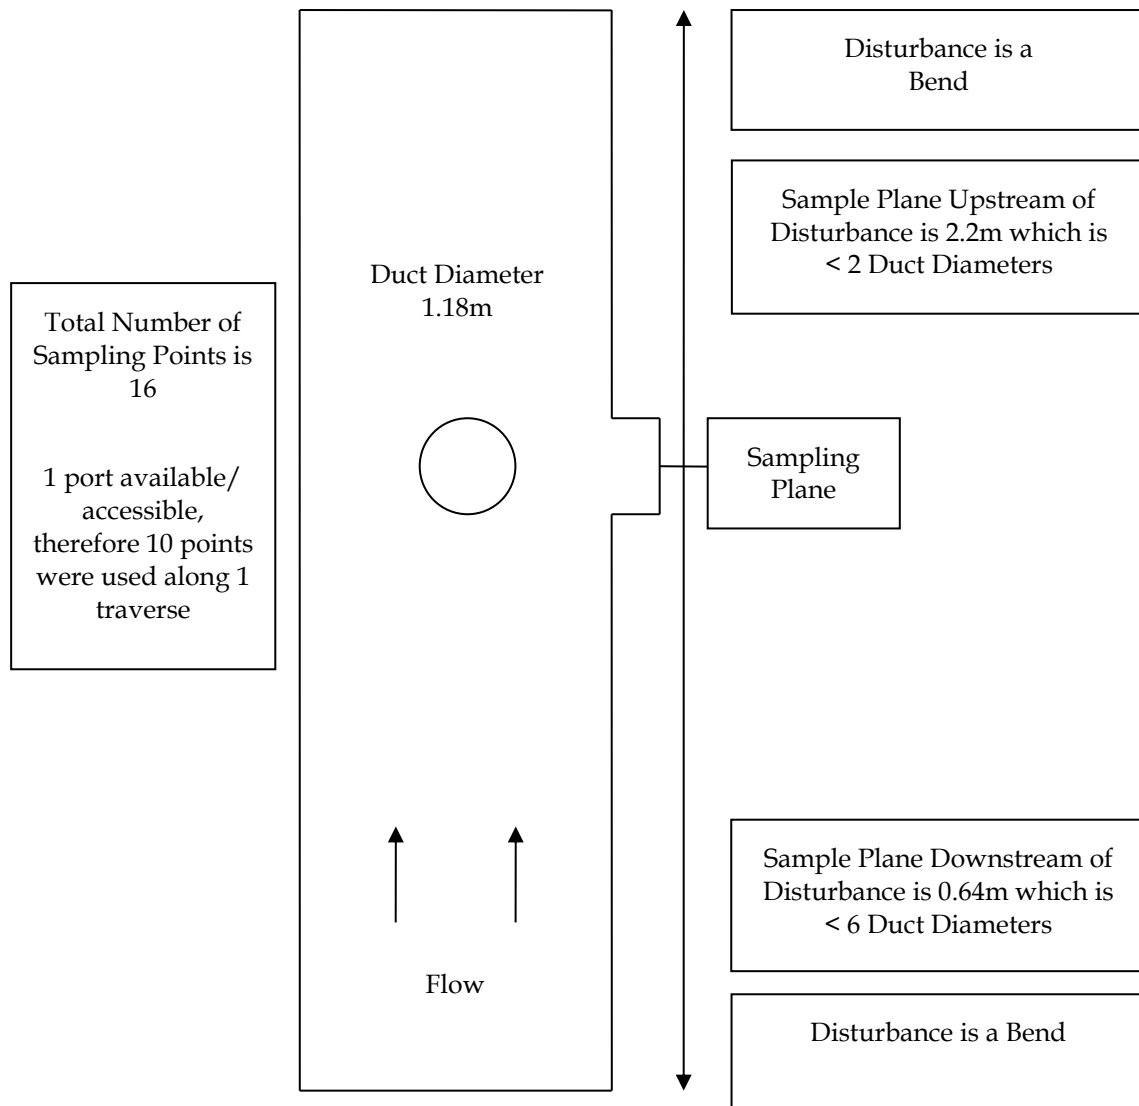 Disturbance is a
Bend
Sample Plane Upstream of
Disturbance is 2.2m which is
< 2 Duct Diameters
Duct Diameter
1.18m
Total Number of
Sampling Points is
16
1 port available/
accessible,
therefore 10 points
were used along 1
traverse
Sampling
Plane
Sample Plane Downstream of
Disturbance is 0.64m which is
< 6 Duct Diameters
Flow
Disturbance is a Bend